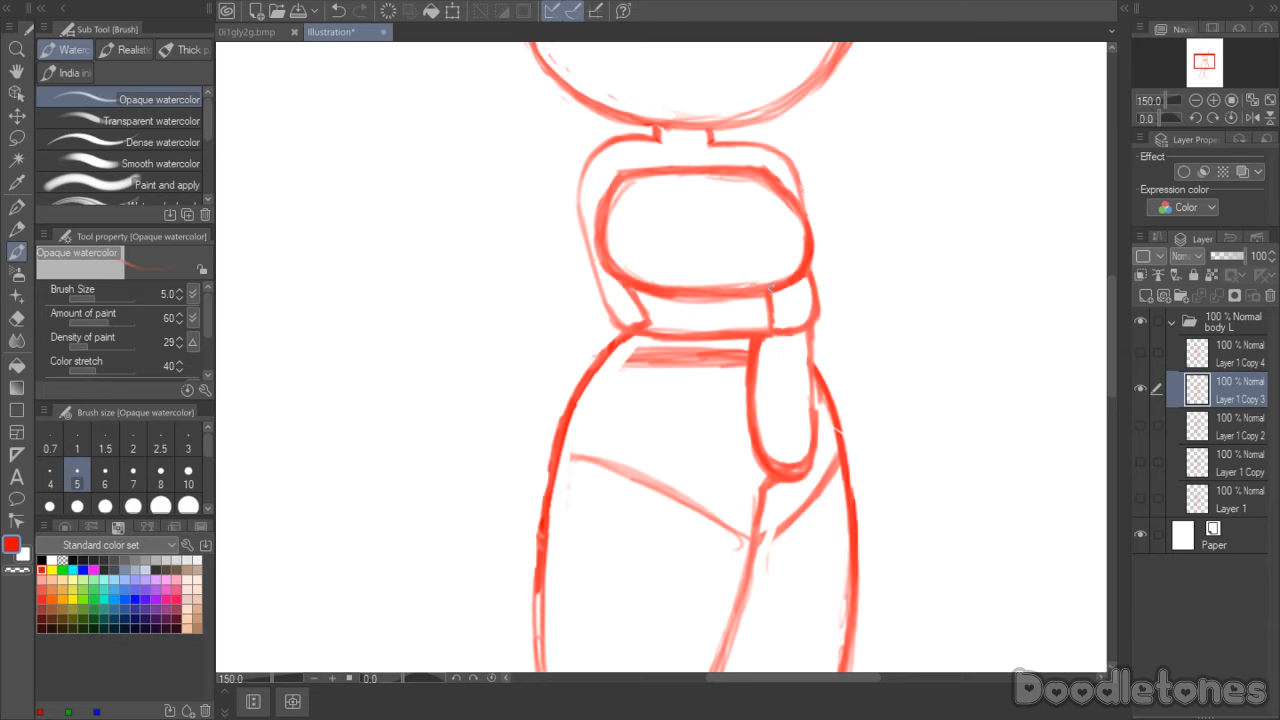 Sub Tool [Brush]
0i1gly2g.bmp
Illustration*
Navi
Waterc
Realistic
Thick p
India in
Opaque watercolor
Transparent watercolor
Dense watercolor
Smooth watercolor
Paint and apply
Tool property [Opaque watercolor]
Opaque watercolor
Brush Size 5.0
Amount of paint 60
Density of paint 29
Color stretch 40
Brush size [Opaque watercolor]
0.7 1 1.5 2 2.5 3
4 5 6 7 8 10
Standard color set
150.0
0.0
150.0
0.0
Layer Property
Effect
Expression color
Color
Layer
Norma
100
100 % Normal
body L
100 % Normal
Layer 1 Copy 4
100 % Normal
Layer 1 Copy 3
100 % Normal
Layer 1 Copy 2
100 % Normal
Layer 1 Copy
100 % Normal
Layer 1
Paper
Doodletones